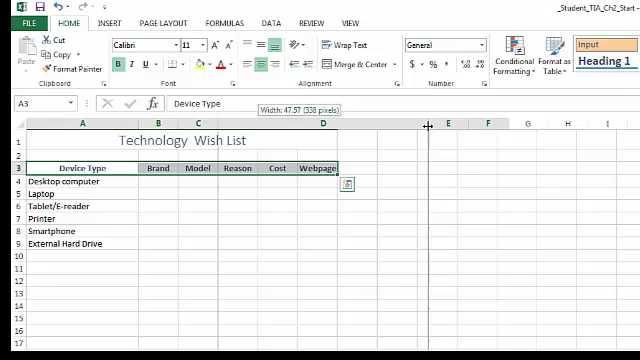 _Student_TIA_Ch2_Start -
FILE HOME INSERT PAGE LAYOUT FORMULAS DATA REVIEW VIEW
Cut
Copy
Format Painter
Paste
Calibri 11 A A
B I U
Wrap Text
Merge & Center
General
$ % ,
Conditional Formatting
Format as Table
Input
Heading 1
Clipboard Font Alignment Number
A3 fx Device Type
Width: 47.57 (338 pixels)
A B C D E F G H I
1 Technology Wish List
2
3 Device Type Brand Model Reason Cost Webpage
4 Desktop computer
5 Laptop
6 Tablet/E-reader
7 Printer
8 Smartphone
9 External Hard Drive
10
11
12
13
14
15
16
17